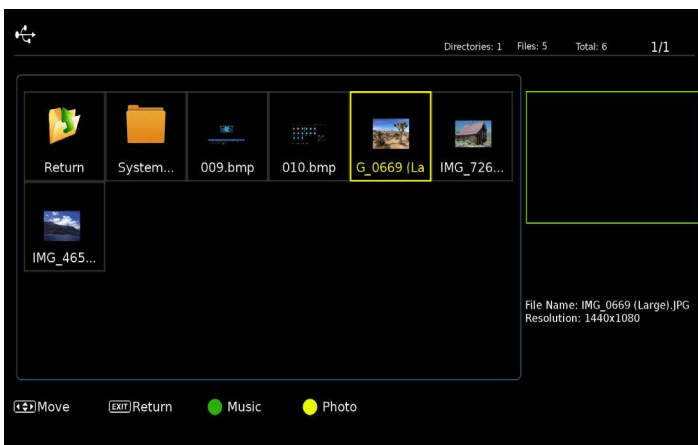 Directories: 1 Files: 5 Total: 6 1/1
Return System... 009.bmp 010.bmp G_0669 (La IMG_726...
IMG_465...
File Name: IMG_0669 (Large).JPG
Resolution: 1440x1080
Move EXIT Return Music Photo